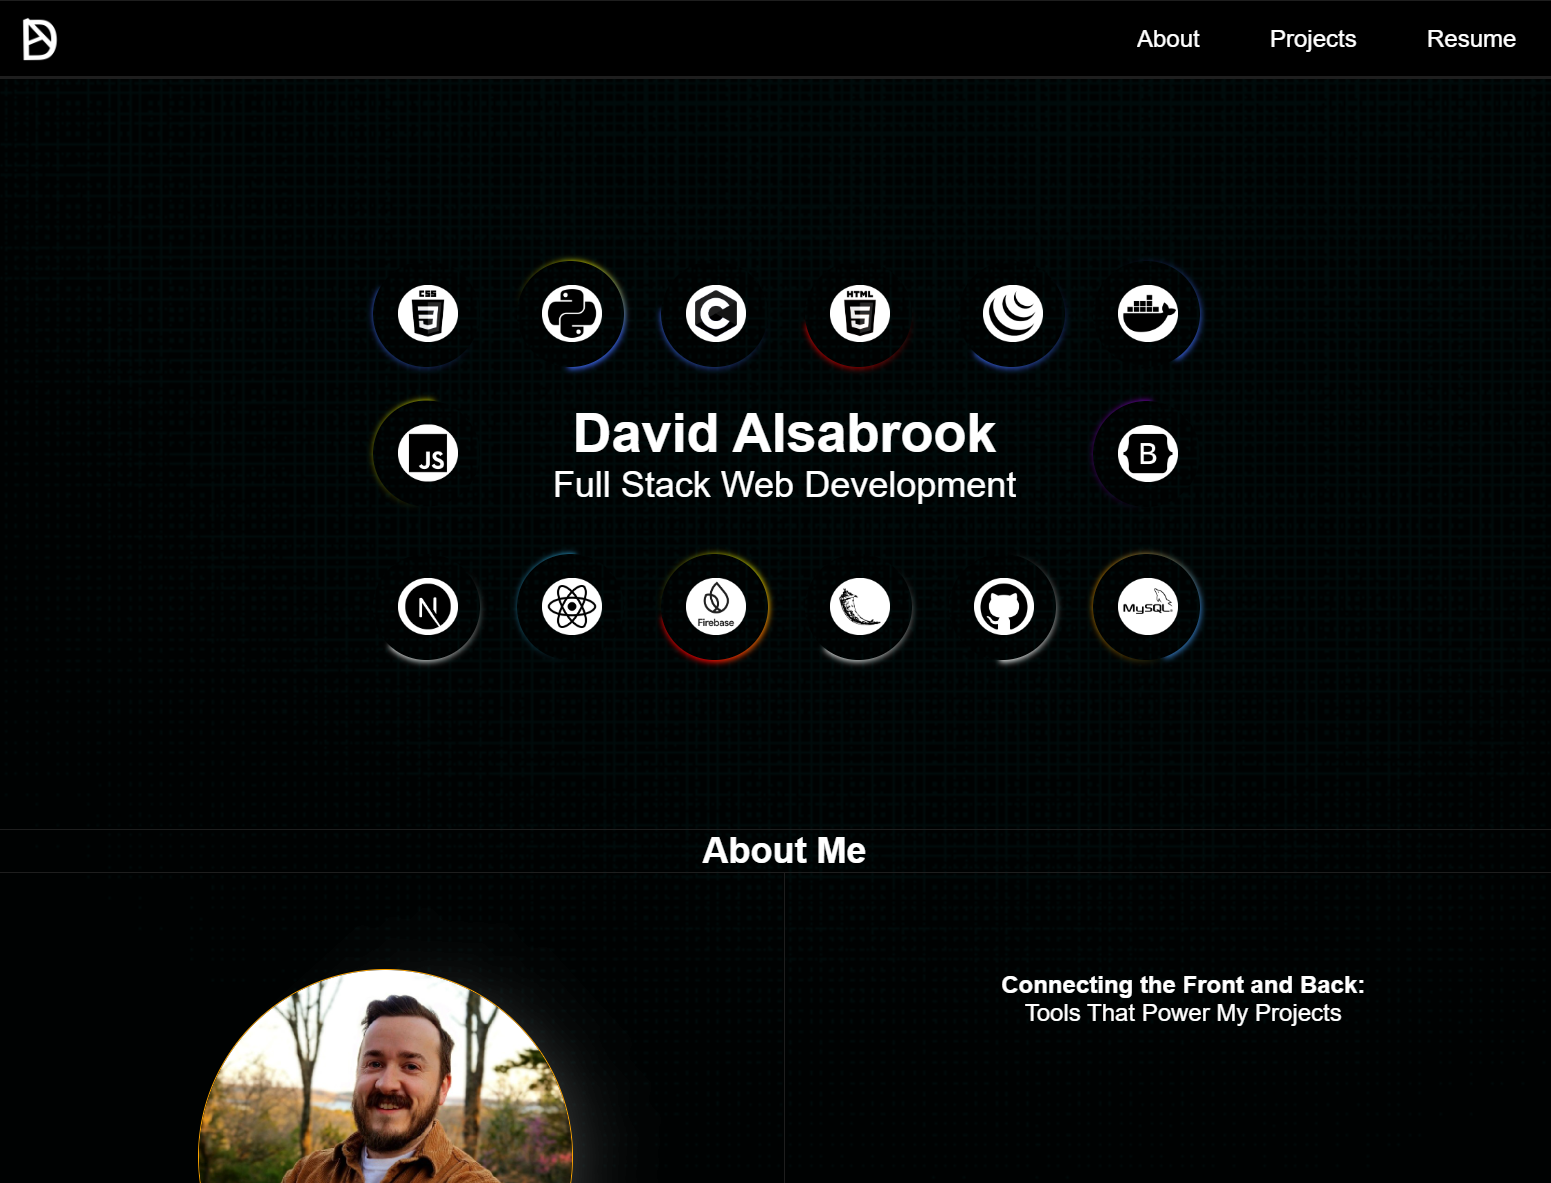 About Projects Resume
CSS
HTML
David Alsabrook
Full Stack Web Development
JS
B
N
Firebase
MySQL
About Me
Connecting the Front and Back:
Tools That Power My Projects